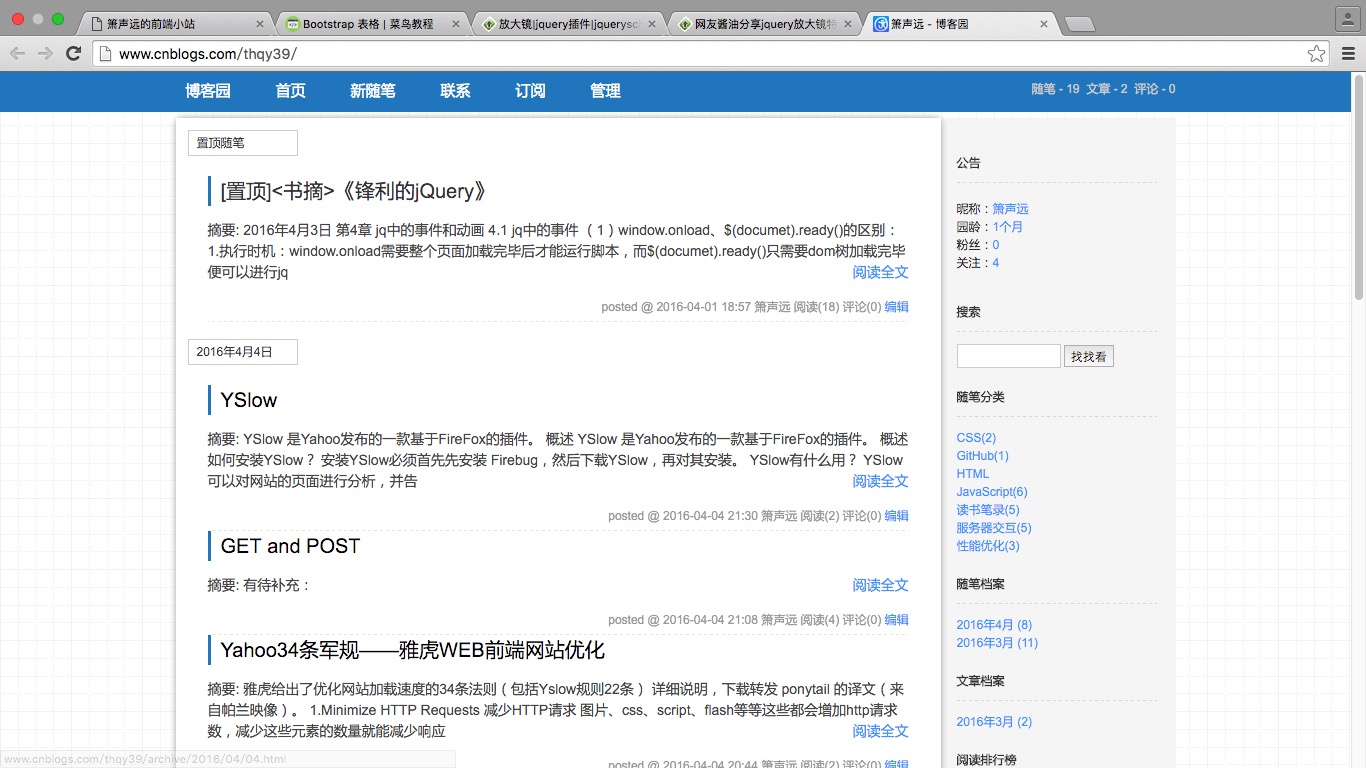 箫声远的前端小站
Bootstrap 表格 | 菜鸟教程
放大镜|jquery插件|jquerysc
网友酱油分享jquery放大镜特
箫声远 - 博客园
www.cnblogs.com/thqy39/
博客园 首页 新随笔 联系 订阅 管理
随笔 - 19 文章 - 2 评论 - 0
置顶随笔
[置顶]<书摘>《锋利的jQuery》
摘要: 2016年4月3日 第4章 jq中的事件和动画 4.1 jq中的事件 （1）window.onload、$(documet).ready()的区别：
1.执行时机：window.onload需要整个页面加载完毕后才能运行脚本，而$(documet).ready()只需要dom树加载完毕
便可以进行jq 阅读全文
posted @ 2016-04-01 18:57 箫声远 阅读(18) 评论(0) 编辑
2016年4月4日
YSlow
摘要: YSlow 是Yahoo发布的一款基于FireFox的插件。 概述 YSlow 是Yahoo发布的一款基于FireFox的插件。 概述
如何安装YSlow？ 安装YSlow必须首先先安装 Firebug，然后下载YSlow，再对其安装。 YSlow有什么用？ YSlow
可以对网站的页面进行分析，并告 阅读全文
posted @ 2016-04-04 21:30 箫声远 阅读(2) 评论(0) 编辑
GET and POST
摘要: 有待补充： 阅读全文
posted @ 2016-04-04 21:08 箫声远 阅读(4) 评论(0) 编辑
Yahoo34条军规——雅虎WEB前端网站优化
摘要: 雅虎给出了优化网站加载速度的34条法则（包括Yslow规则22条） 详细说明，下载转发 ponytail 的译文（来
自帕兰映像）。 1.Minimize HTTP Requests 减少HTTP请求 图片、css、script、flash等等这些都会增加http请求
数，减少这些元素的数量就能减少响应 阅读全文
posted @ 2016-04-04 20:44 箫声远 阅读(2) 评论(0) 编辑
公告
昵称：箫声远
园龄：1个月
粉丝：0
关注：4
搜索
找找看
随笔分类
CSS(2)
GitHub(1)
HTML
JavaScript(6)
读书笔录(5)
服务器交互(5)
性能优化(3)
随笔档案
2016年4月 (8)
2016年3月 (11)
文章档案
2016年3月 (2)
阅读排行榜
www.cnblogs.com/thqy39/archive/2016/04/04.html